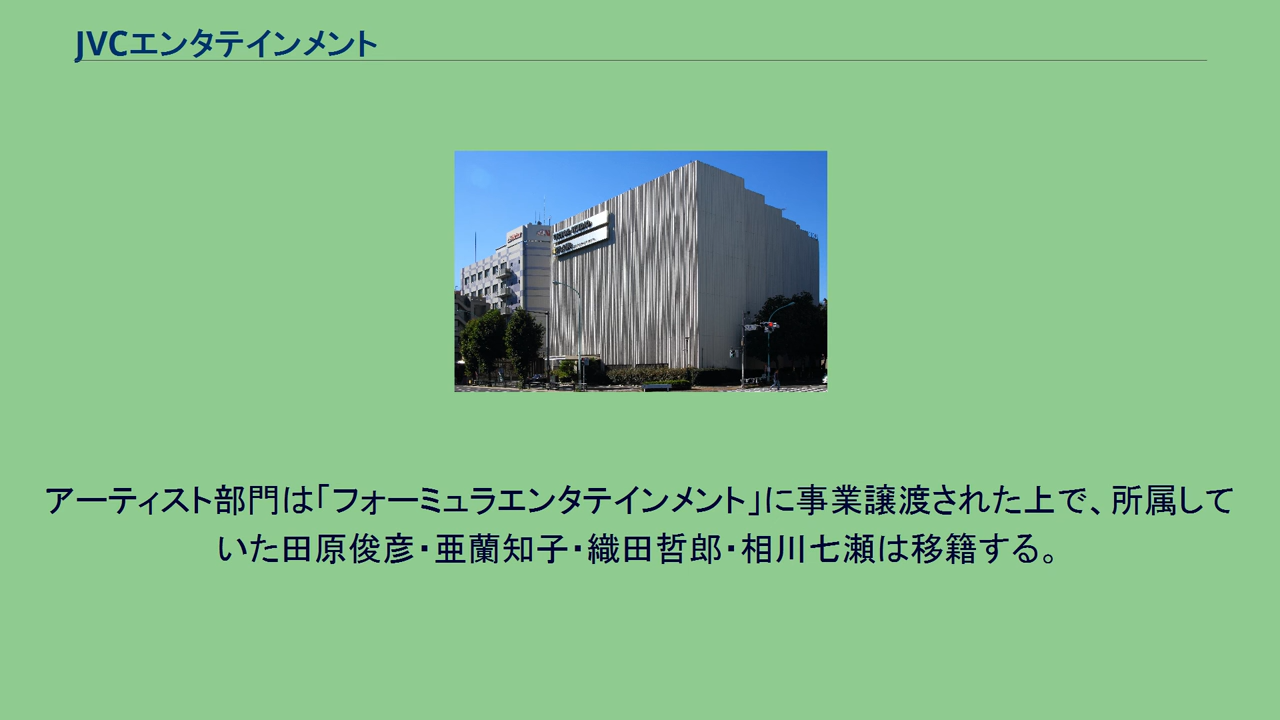 JVCエンタテインメント
アーティスト部門は「フォーミュラエンタテインメント」に事業譲渡された上で、所属して
いた田原俊彦・亜蘭知子・織田哲郎・相川七瀬は移籍する。